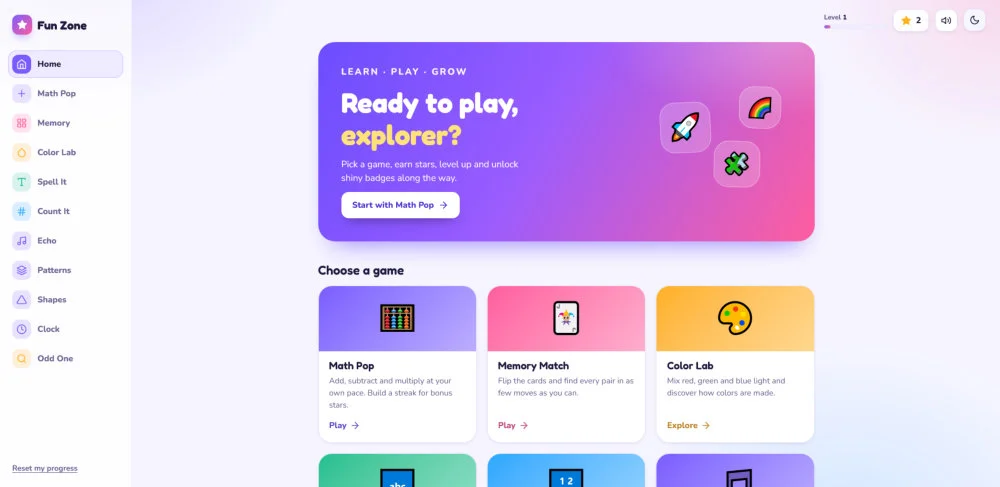 Fun Zone
Home
Math Pop
Memory
Color Lab
Spell It
Count It
Echo
Patterns
Shapes
Clock
Odd One
Reset my progress
Level 1
2
LEARN · PLAY · GROW
Ready to play,
explorer?
Pick a game, earn stars, level up and unlock
shiny badges along the way.
Start with Math Pop
Choose a game
Math Pop
Add, subtract and multiply at your
own pace. Build a streak for bonus
stars.
Play
Memory Match
Flip the cards and find every pair in as
few moves as you can.
Play
Color Lab
Mix red, green and blue light and
discover how colors are made.
Explore
abc
1 2